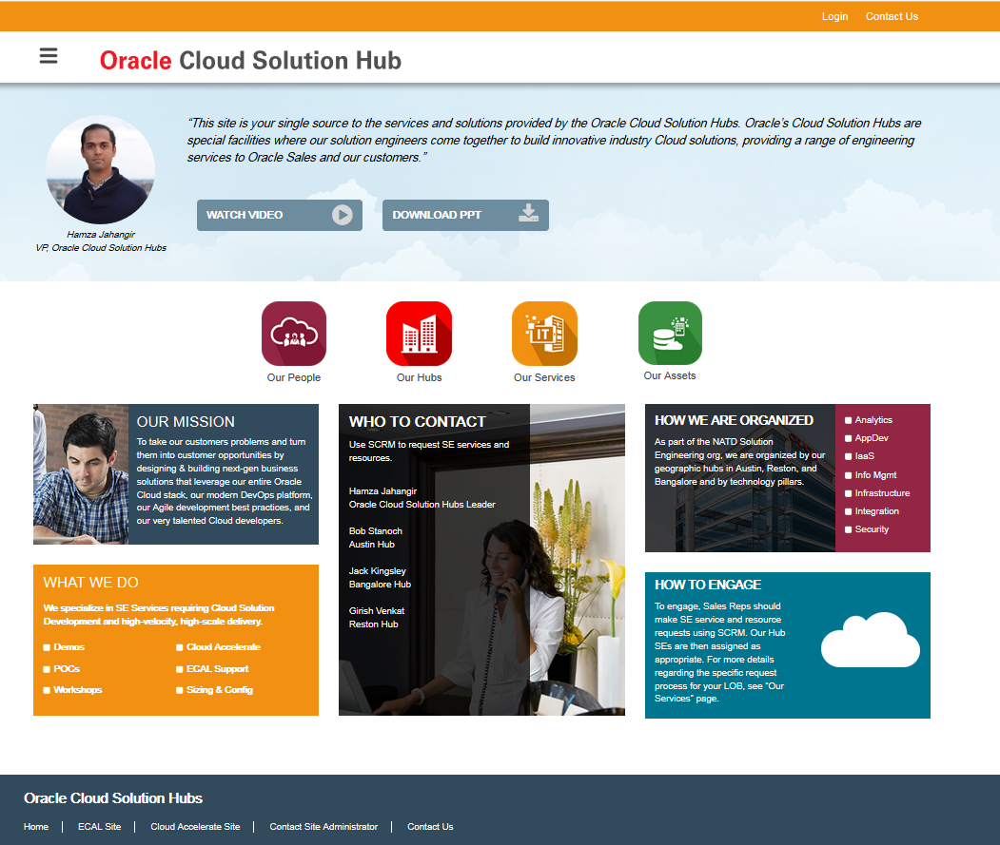 Login Contact Us
Oracle Cloud Solution Hub
“This site is your single source to the services and solutions provided by the Oracle Cloud Solution Hubs. Oracle’s Cloud Solution Hubs are
special facilities where our solution engineers come together to build innovative industry Cloud solutions, providing a range of engineering
services to Oracle Sales and our customers.”
WATCH VIDEO
DOWNLOAD PPT
Hamza Jahangir
VP, Oracle Cloud Solution Hubs
IT
Our People
Our Hubs
Our Services
Our Assets
OUR MISSION
To take our customers problems and turn
them into customer opportunities by
designing & building next-gen business
solutions that leverage our entire Oracle
Cloud stack, our modern DevOps platform,
our Agile development best practices, and
our very talented Cloud developers.
WHAT WE DO
We specialize in SE Services requiring Cloud Solution
Development and high-velocity, high-scale delivery.
Demos
POCs
Workshops
Cloud Accelerate
ECAL Support
Sizing & Config
WHO TO CONTACT
Use SCRM to request SE services and
resources.
Hamza Jahangir
Oracle Cloud Solution Hubs Leader
Bob Stanoch
Austin Hub
Jack Kingsley
Bangalore Hub
Girish Venkat
Reston Hub
HOW WE ARE ORGANIZED
As part of the NATD Solution
Engineering org, we are organized by our
geographic hubs in Austin, Reston, and
Bangalore and by technology pillars.
Analytics
AppDev
IaaS
Info Mgmt
Infrastructure
Integration
Security
HOW TO ENGAGE
To engage, Sales Reps should
make SE service and resource
requests using SCRM. Our Hub
SEs are then assigned as
appropriate. For more details
regarding the specific request
process for your LOB, see “Our
Services” page.
Oracle Cloud Solution Hubs
Home
ECAL Site
Cloud Accelerate Site
Contact Site Administrator
Contact Us